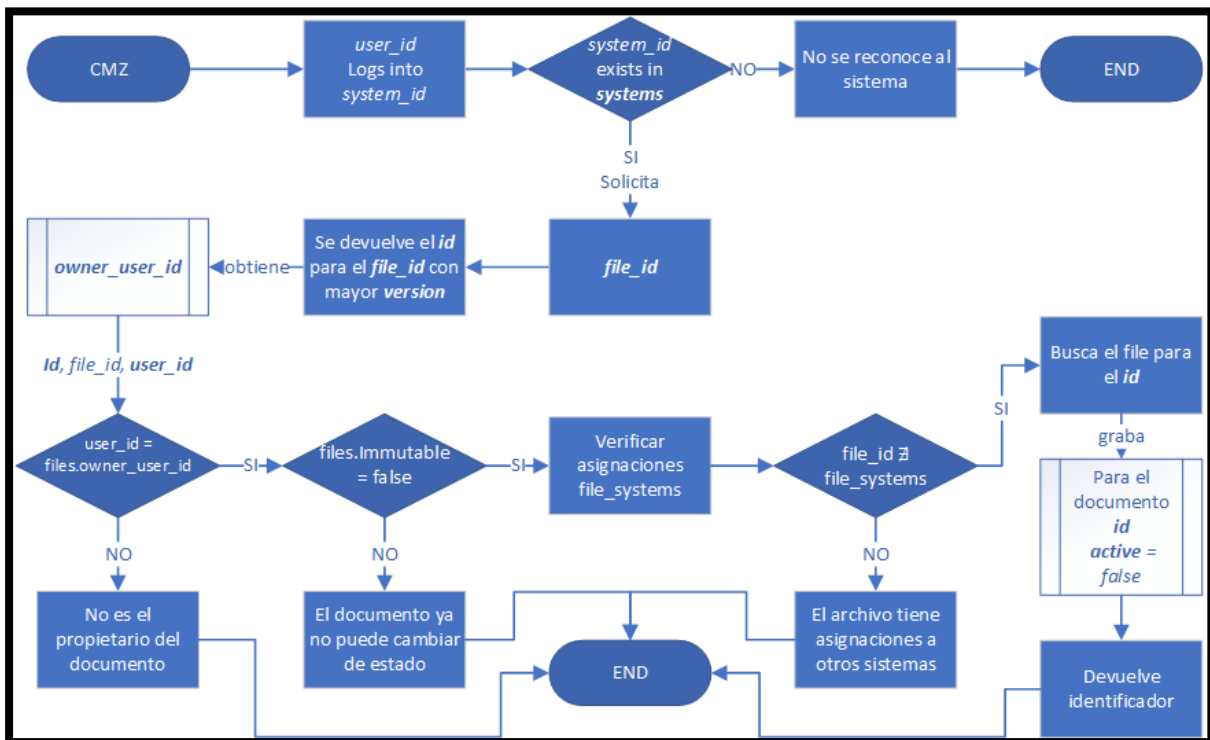 CMZ
user_id
Logs into
system_id
system_id
exists in
systems
NO
No se reconoce al
sistema
END
SI
Solicita
owner_user_id
obtiene
Se devuelve el id
para el file_id con
mayor version
file_id
Id, file_id, user_id
Busca el file para
el id
user_id =
files.owner_user_id
SI
files.Immutable
= false
SI
Verificar
asignaciones
file_systems
file_id ∄
file_systems
SI
graba
Para el
documento
id
active =
false
NO
NO
NO
No es el
propietario del
documento
El documento ya
no puede cambiar
de estado
END
El archivo tiene
asignaciones a
otros sistemas
Devuelve
identificador